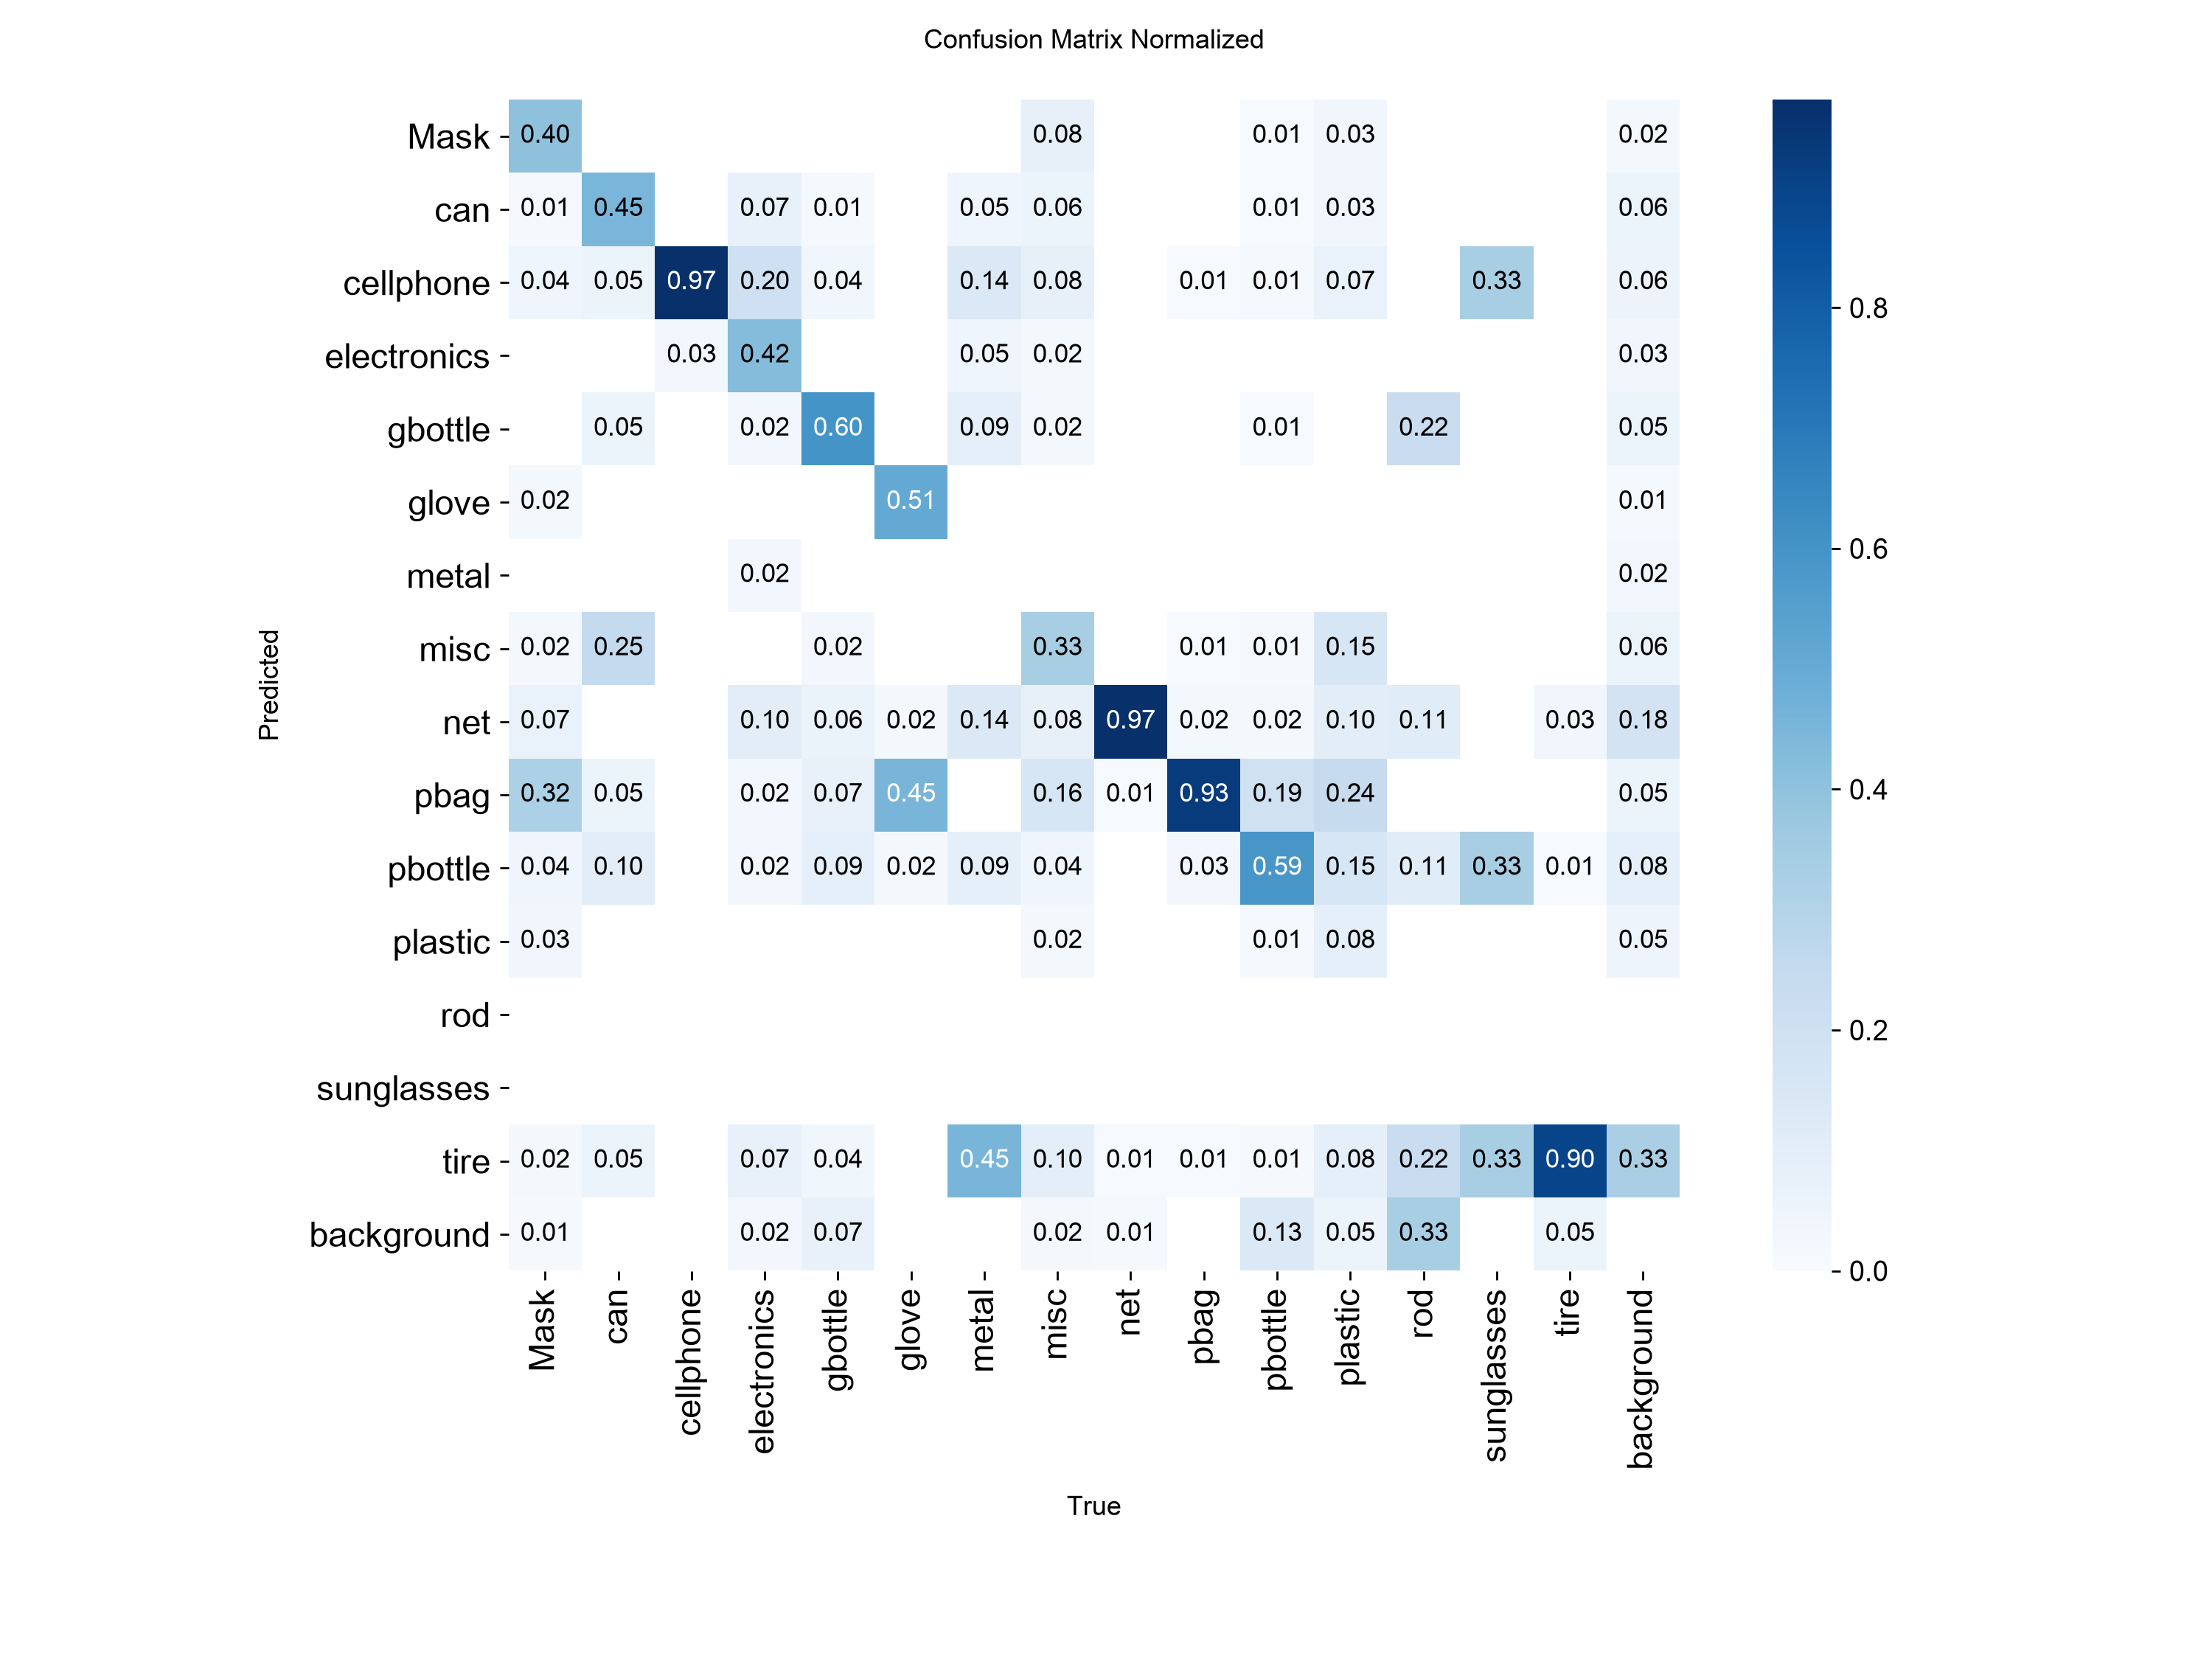 Confusion Matrix Normalized
Mask 0.40 0.08 0.01 0.03 0.02
can 0.01 0.45 0.07 0.01 0.05 0.06 0.01 0.03 0.06
cellphone 0.04 0.05 0.97 0.20 0.04 0.14 0.08 0.01 0.01 0.07 0.33 0.06
electronics 0.03 0.42 0.05 0.02 0.03
gbottle 0.05 0.02 0.60 0.09 0.02 0.01 0.22 0.05
glove 0.02 0.51 0.01
metal 0.02 0.02
misc 0.02 0.25 0.02 0.33 0.01 0.01 0.15 0.06
net 0.07 0.10 0.06 0.02 0.14 0.08 0.97 0.02 0.02 0.10 0.11 0.03 0.18
pbag 0.32 0.05 0.02 0.07 0.45 0.16 0.01 0.93 0.19 0.24 0.05
pbottle 0.04 0.10 0.02 0.09 0.02 0.09 0.04 0.03 0.59 0.15 0.11 0.33 0.01 0.08
plastic 0.03 0.02 0.01 0.08 0.05
rod
sunglasses
tire 0.02 0.05 0.07 0.04 0.45 0.10 0.01 0.01 0.01 0.08 0.22 0.33 0.90 0.33
background 0.01 0.02 0.07 0.02 0.01 0.13 0.05 0.33 0.05
Predicted
Mask can cellphone electronics gbottle glove metal misc net pbag pbottle plastic rod sunglasses tire background
True
0.8
0.6
0.4
0.2
0.0